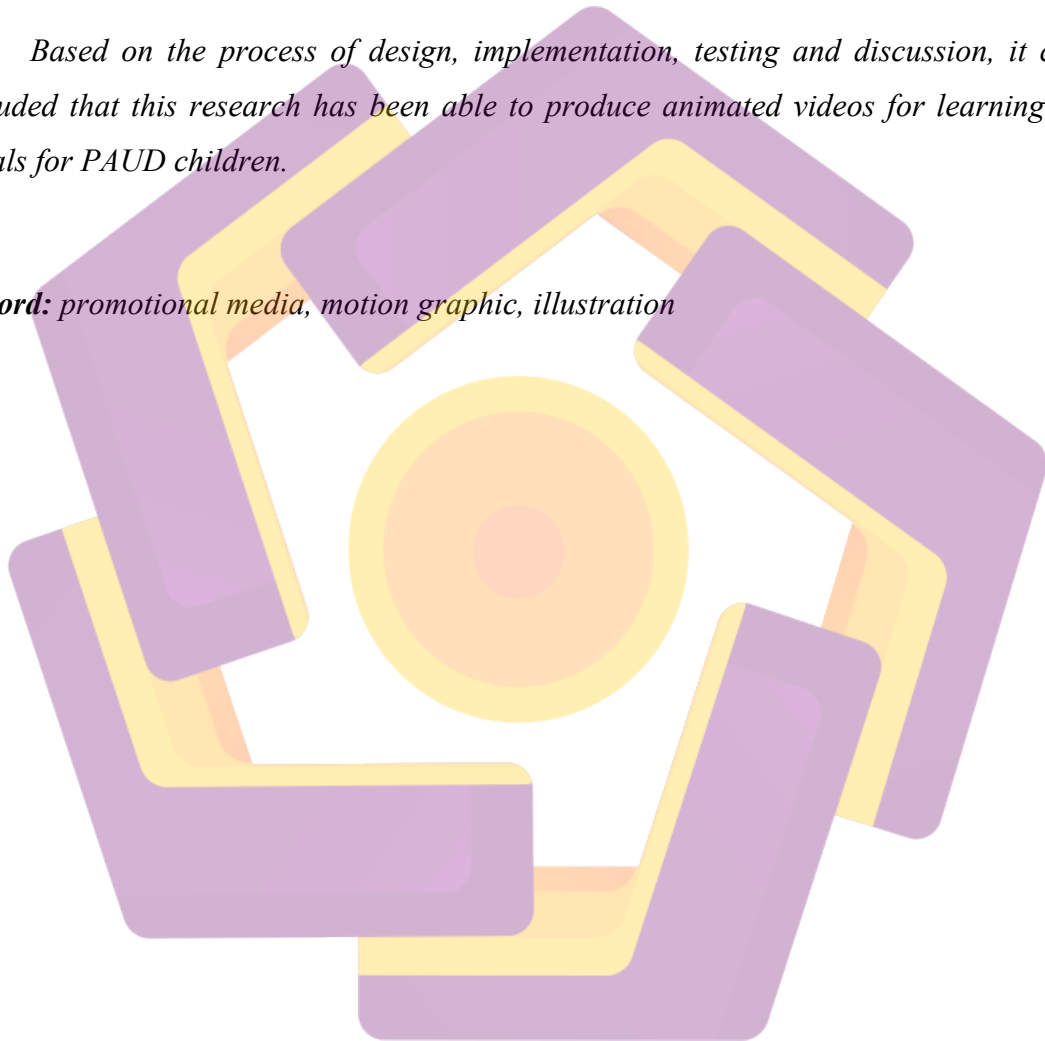 Based on the process of design, implementation, testing and discussion, it c
uded that this research has been able to produce animated videos for learning
als for PAUD children.
ord: promotional media, motion graphic, illustration